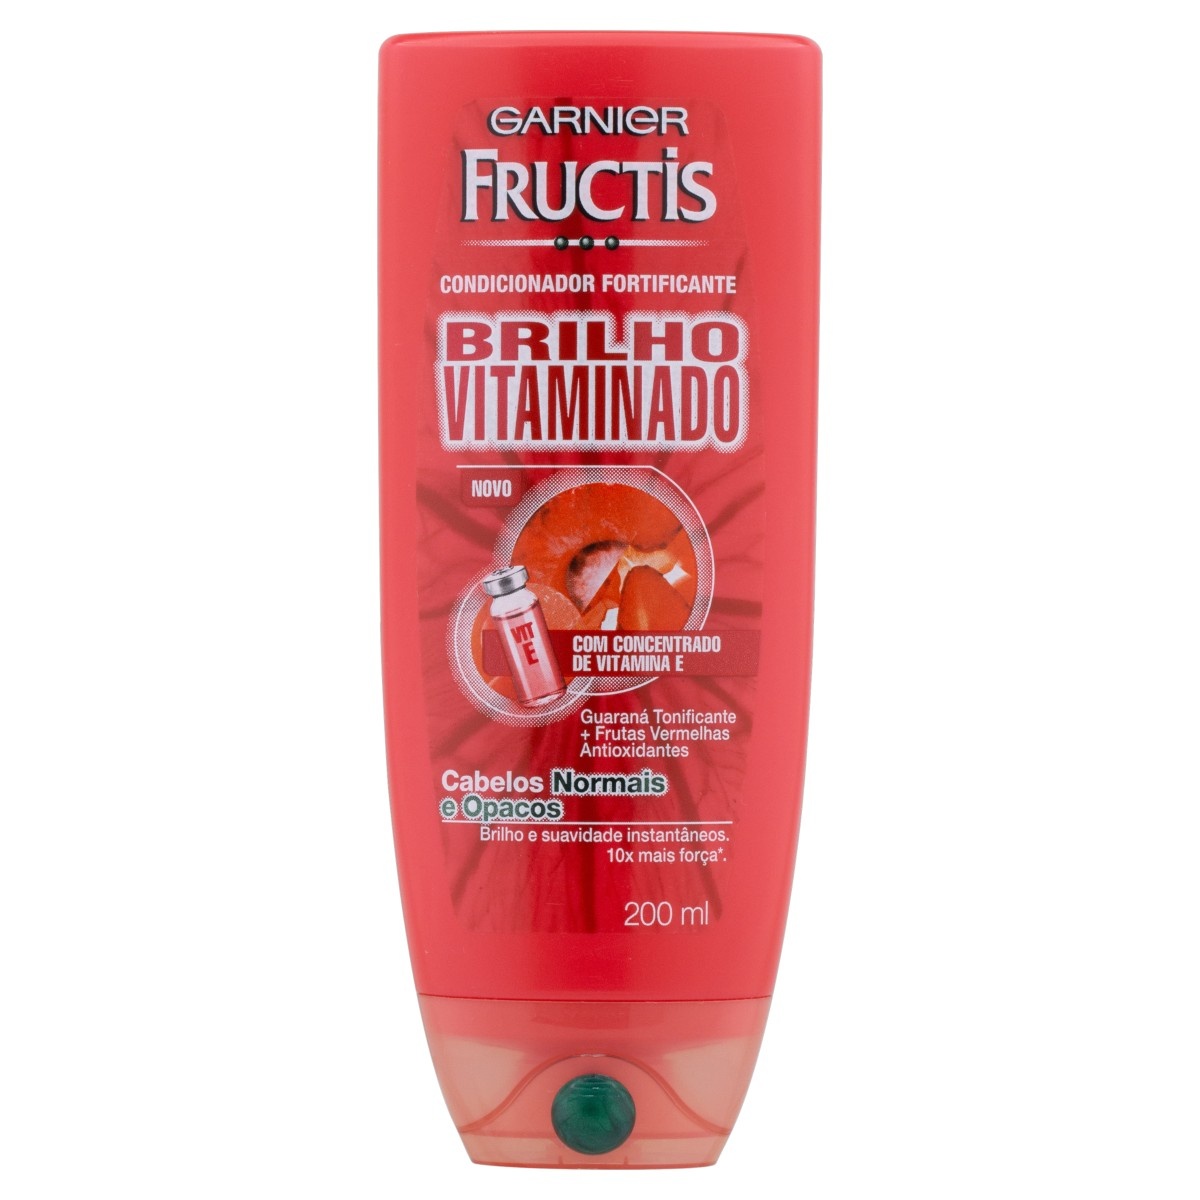 GARNIER
FRUCTIS
CONDICIONADOR FORTIFICANTE
BRILHO
VITAMINADO
NOVO
VIT
E
COM CONCENTRADO
DE VITAMINA E
Guaraná Tonificante
+ Frutas Vermelhas
Antioxidantes
Cabelos Normais
e Opacos
Brilho e suavidade instantâneos.
10x mais força*.
200 ml